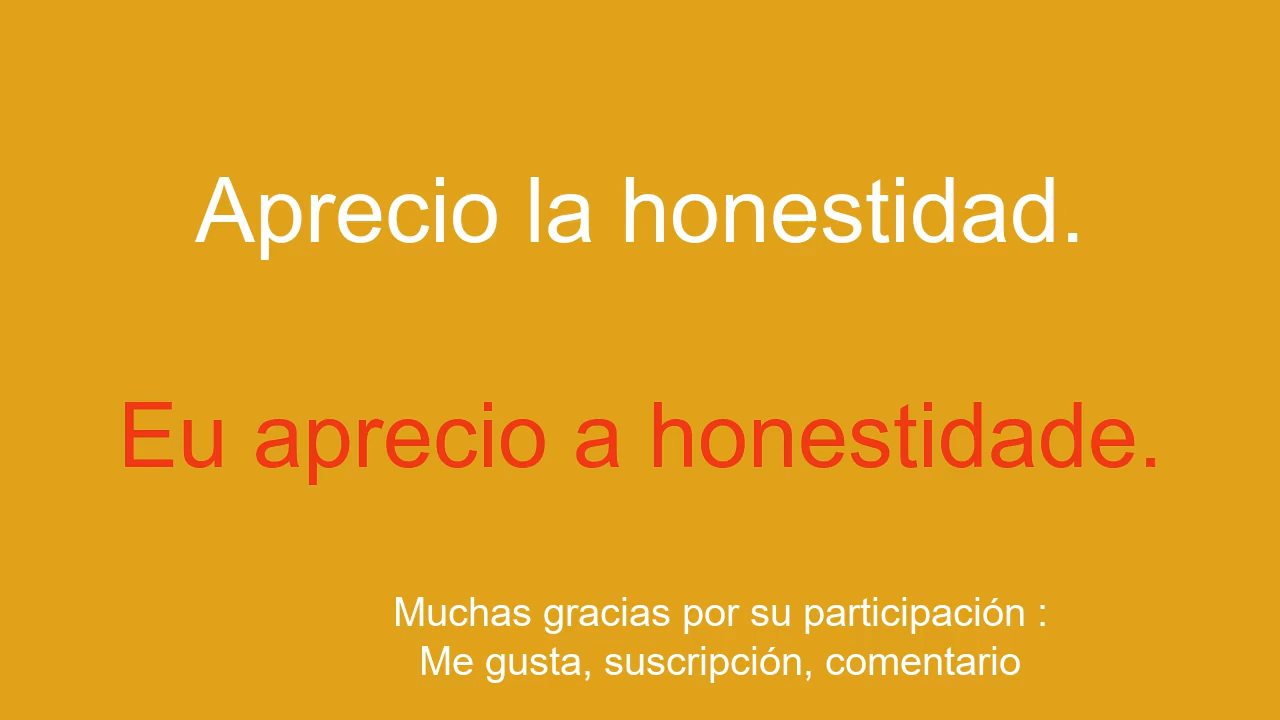 Aprecio la honestidad.
Eu aprecio a honestidade.
Muchas gracias por su participación :
Me gusta, suscripción, comentario